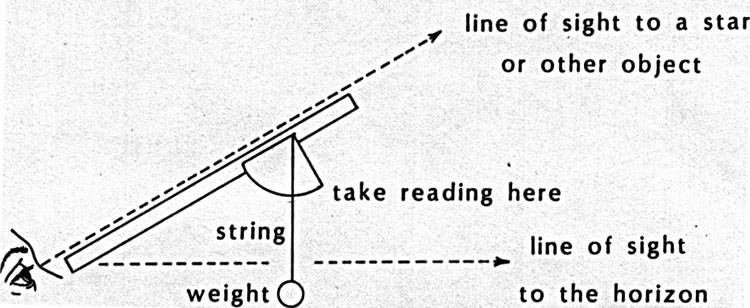 line of sight to a star
or other object
take reading here
string
line of sight
weight
to the horizon